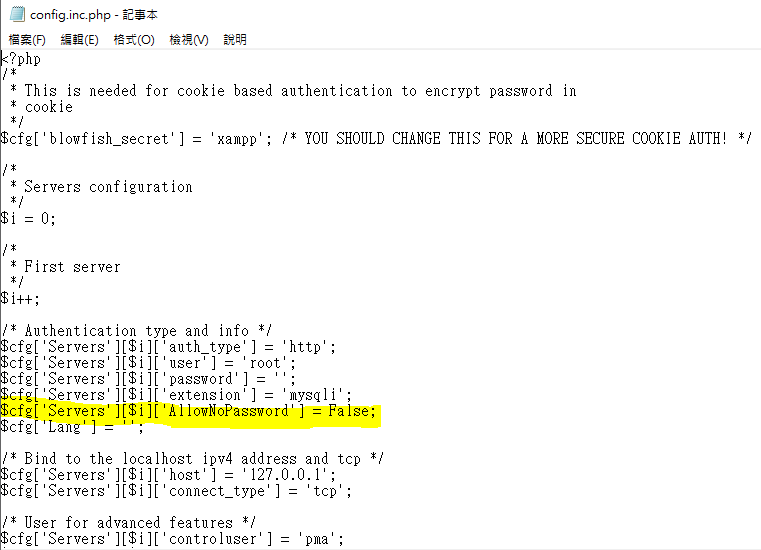 config.inc.php - 記事本
檔案(F) 編輯(E) 格式(O) 檢視(V) 說明
<?php
/*
 * This is needed for cookie based authentication to encrypt password in
 * cookie
 */
$cfg['blowfish_secret'] = 'xampp'; /* YOU SHOULD CHANGE THIS FOR A MORE SECURE COOKIE AUTH! */
/*
 * Servers configuration
 */
$i = 0;
/*
 * First server
 */
$i++;
/* Authentication type and info */
$cfg['Servers'][$i]['auth_type'] = 'http';
$cfg['Servers'][$i]['user'] = 'root';
$cfg['Servers'][$i]['password'] = '';
$cfg['Servers'][$i]['extension'] = 'mysqli';
$cfg['Servers'][$i]['AllowNoPassword'] = False;
$cfg['Lang'] = '';
/* Bind to the localhost ipv4 address and tcp */
$cfg['Servers'][$i]['host'] = '127.0.0.1';
$cfg['Servers'][$i]['connect_type'] = 'tcp';
/* User for advanced features */
$cfg['Servers'][$i]['controluser'] = 'pma';